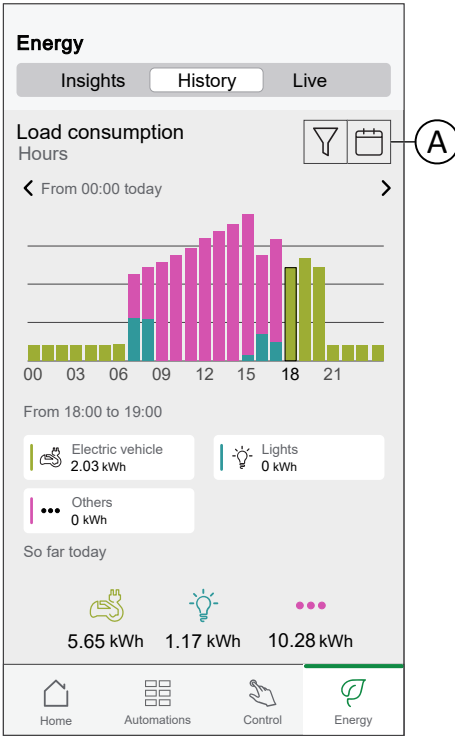 Energy
Insights History Live
Load consumption
Hours
A
From 00:00 today
00 03 06 09 12 15 18 21
From 18:00 to 19:00
Electric vehicle
2.03 kWh
Lights
0 kWh
Others
0 kWh
So far today
5.65 kWh 1.17 kWh 10.28 kWh
Home Automations Control Energy